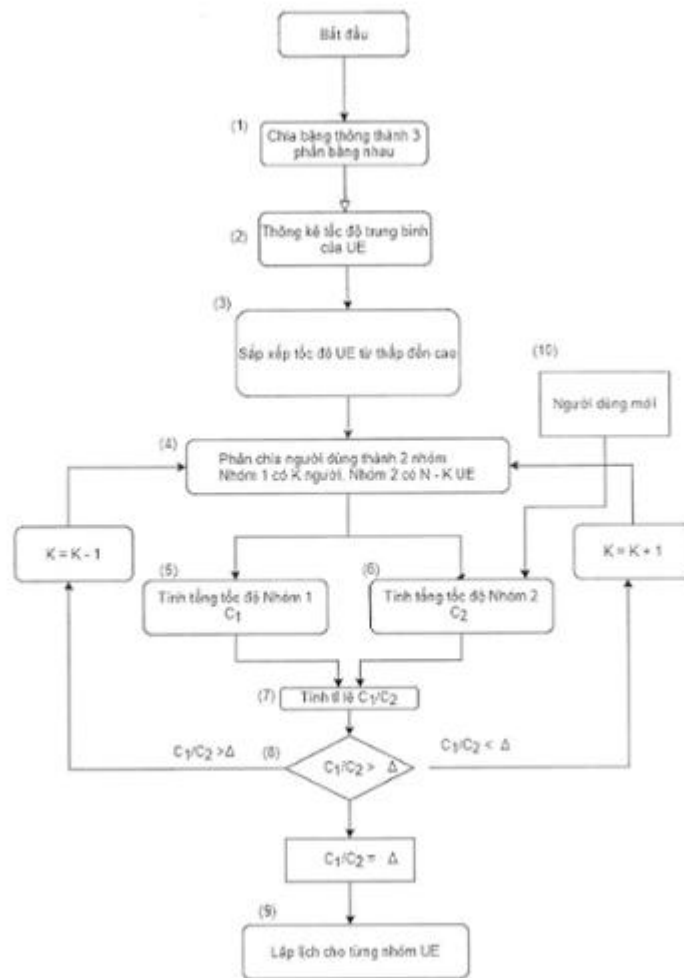 Bắt đầu
(1)
Chia băng thông thành 3
phần bằng nhau
(2)
Thống kê tốc độ trung bình
của UE
(3)
Sắp xếp tốc độ UE từ thấp đến cao
(10)
Người dùng mới
(4)
Phân chia người dùng thành 2 nhóm
Nhóm 1 có K người, Nhóm 2 có N - K UE
K = K - 1
K = K + 1
(5)
Tính tổng tốc độ Nhóm 1
C1
(6)
Tính tổng tốc độ Nhóm 2
C2
(7)
Tính tỉ lệ C1/C2
C1/C2 >Δ
(8)
C1/C2 > Δ
C1/C2 < Δ
C1/C2 = Δ
(9)
Lập lịch cho từng nhóm UE